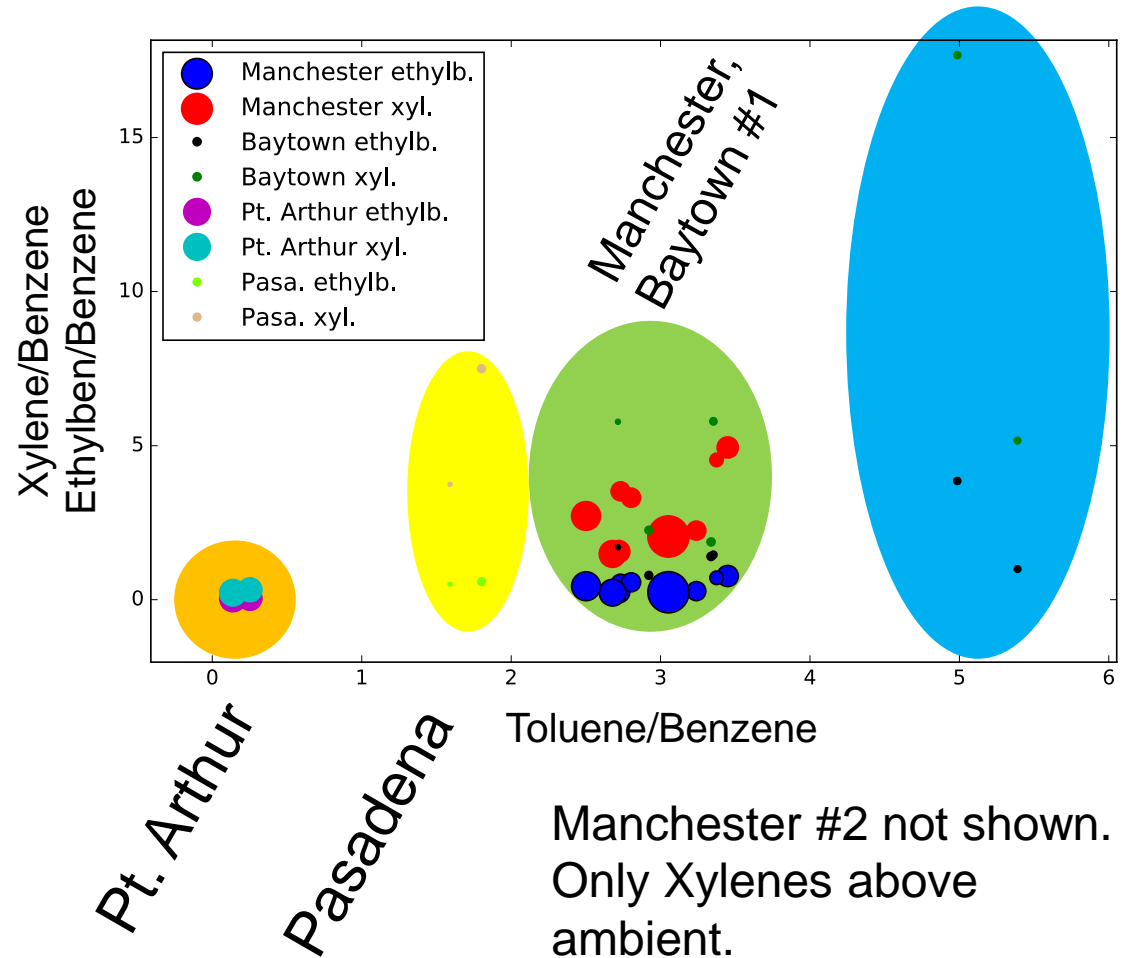 Manchester ethylb.
Manchester xyl.
Baytown ethylb.
Baytown xyl.
Pt. Arthur ethylb.
Pt. Arthur xyl.
Pasa. ethylb.
Pasa. xyl.
Manchester,
Baytown #1
Xylene/Benzene
Ethylben/Benzene
15
10
5
0
0 1 2 3 4 5 6
Toluene/Benzene
Pt. Arthur
Pasadena
Manchester #2 not shown.
Only Xylenes above
ambient.